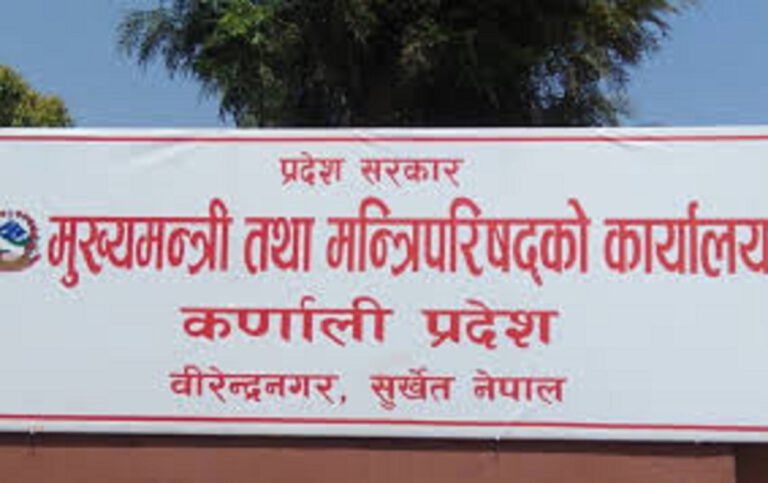 प्रदेश सरकार
मुख्यमन्त्री तथा मन्त्रिपरिषद्को कार्यालय
कर्णाली प्रदेश
वीरेन्द्रनगर, सुर्खेत नेपाल